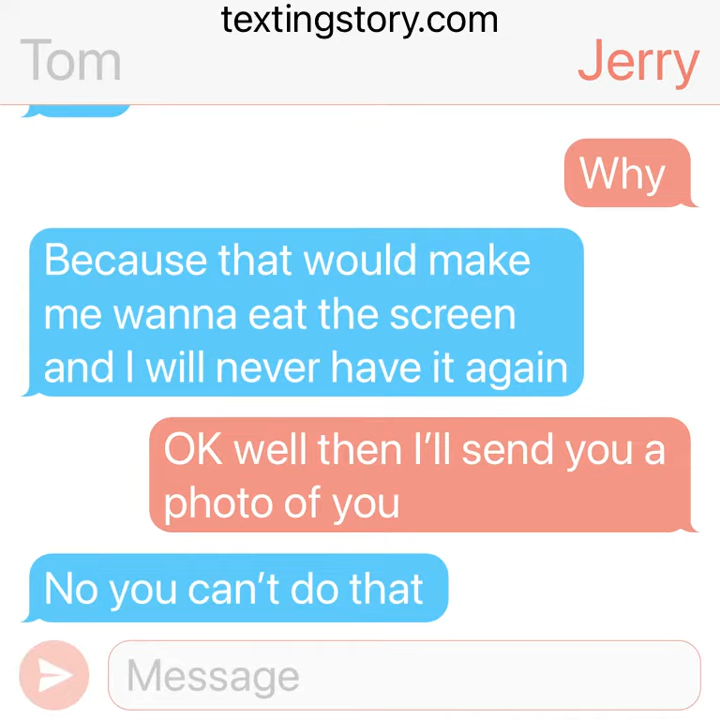 textingstory.com
Tom
Jerry
Why
Because that would make
me wanna eat the screen
and I will never have it again
OK well then I’ll send you a
photo of you
No you can’t do that
Message